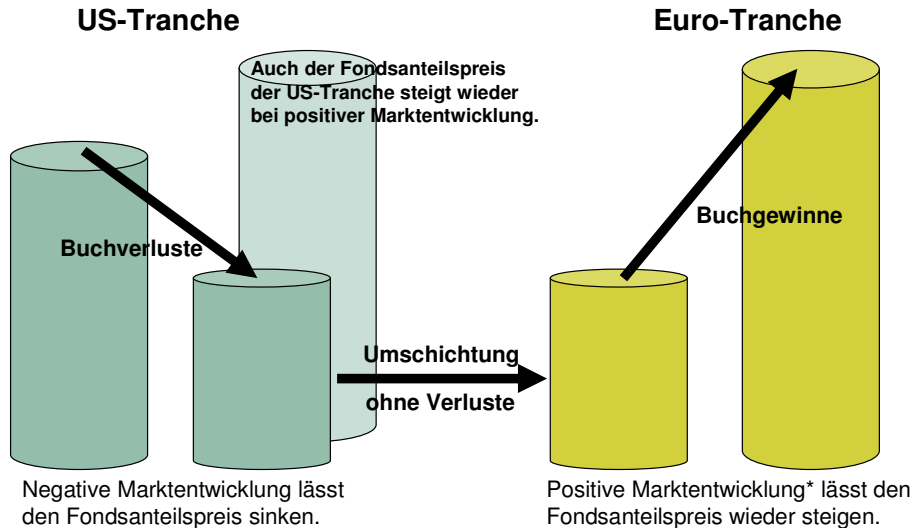 US-Tranche
Euro-Tranche
Auch der Fondsanteilspreis
der US-Tranche steigt wieder
bei positiver Marktentwicklung.
Buchverluste
Buchgewinne
Umschichtung
ohne Verluste
Negative Marktentwicklung lässt
den Fondsanteilspreis sinken.
Positive Marktentwicklung* lässt den
Fondsanteilspreis wieder steigen.